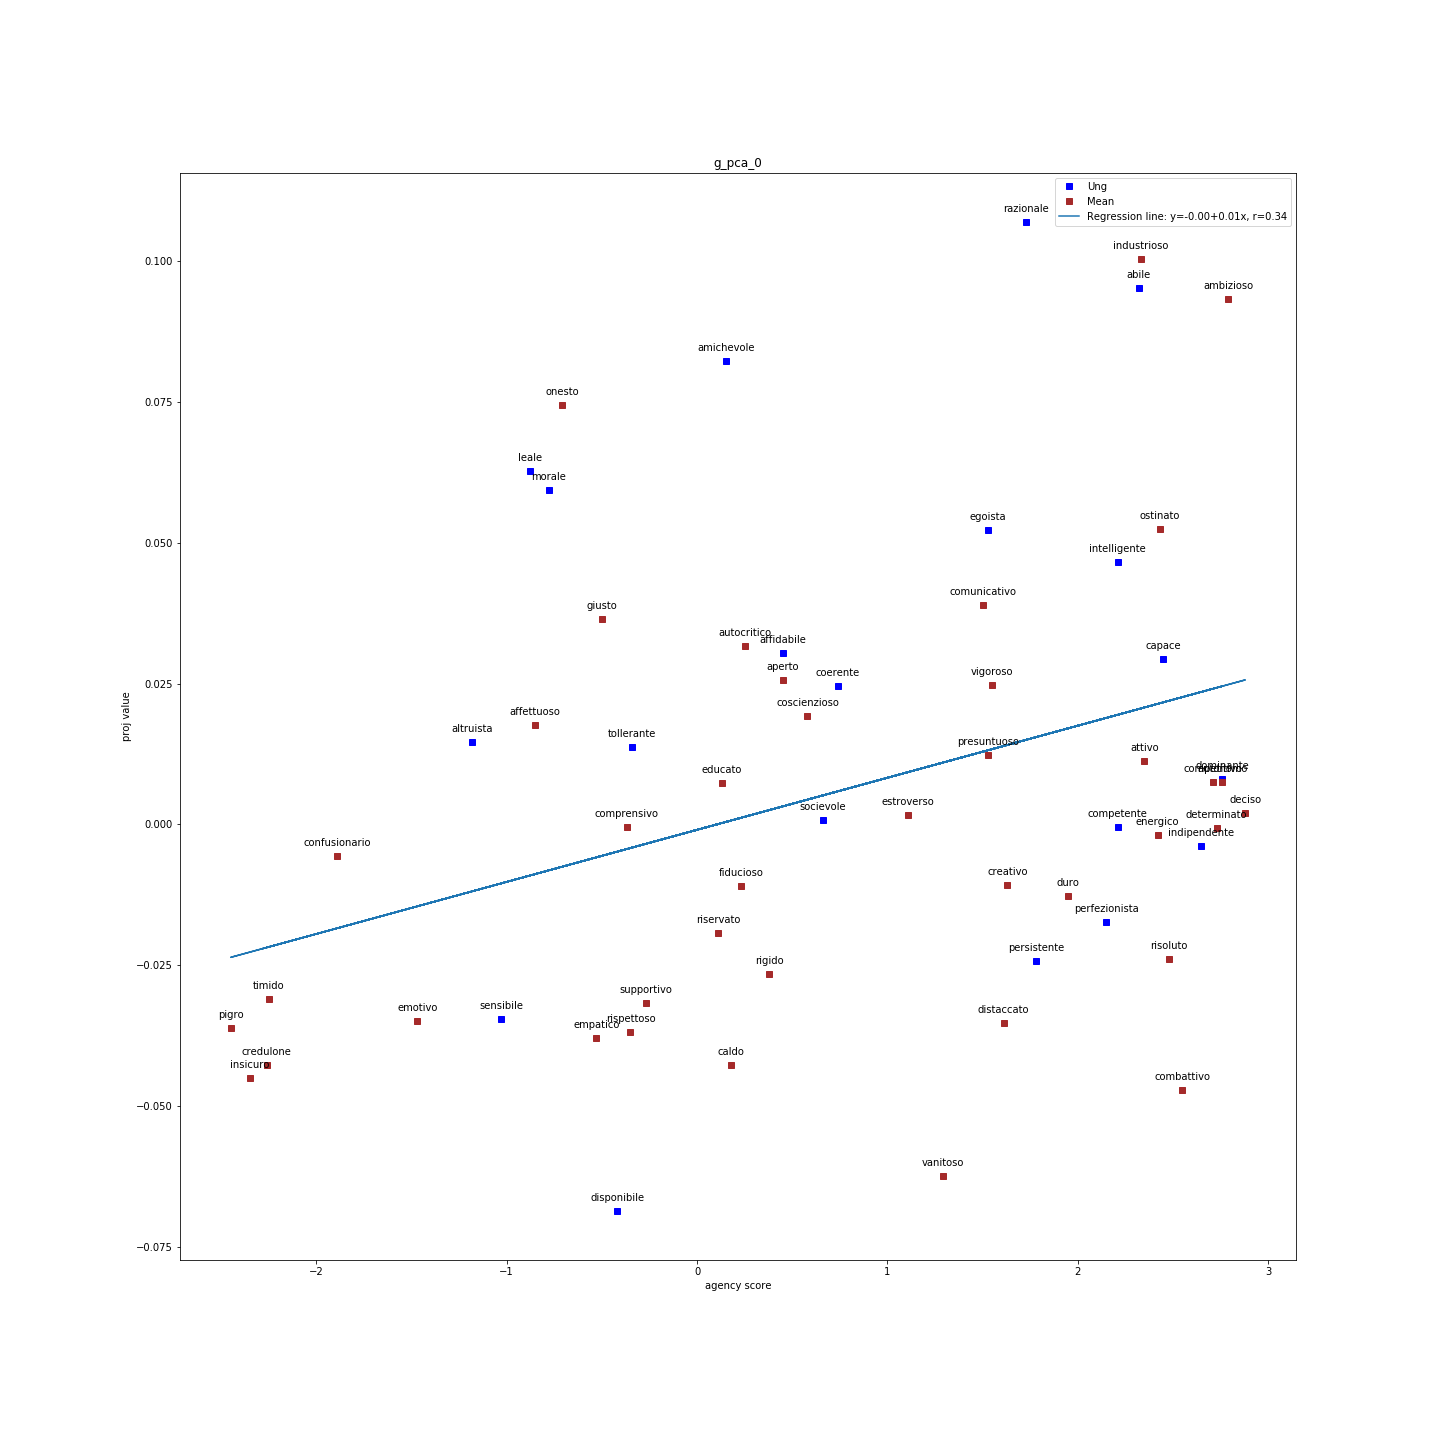 g_pca_0
Ung
Mean
Regression line: y=-0.00+0.01x, r=0.34
razionale
industrioso
abile
ambizioso
amichevole
onesto
leale
morale
egoista
ostinato
intelligente
comunicativo
giusto
autocritico
affidabile
capace
aperto
coerente
vigoroso
coscienzioso
affettuoso
altruista
tollerante
presuntuoso
attivo
dominante
educato
deciso
socievole
estroverso
comprensivo
competente
determinato
energico
indipendente
confusionario
fiducioso
creativo
duro
perfezionista
riservato
persistente
risoluto
rigido
timido
supportivo
emotivo
sensibile
distaccato
pigro
empatico
rispettoso
credulone
insicuro
caldo
combattivo
vanitoso
disponibile
0.100
0.075
0.050
0.025
0.000
−0.025
−0.050
−0.075
proj value
−2
−1
0
1
2
3
agency score